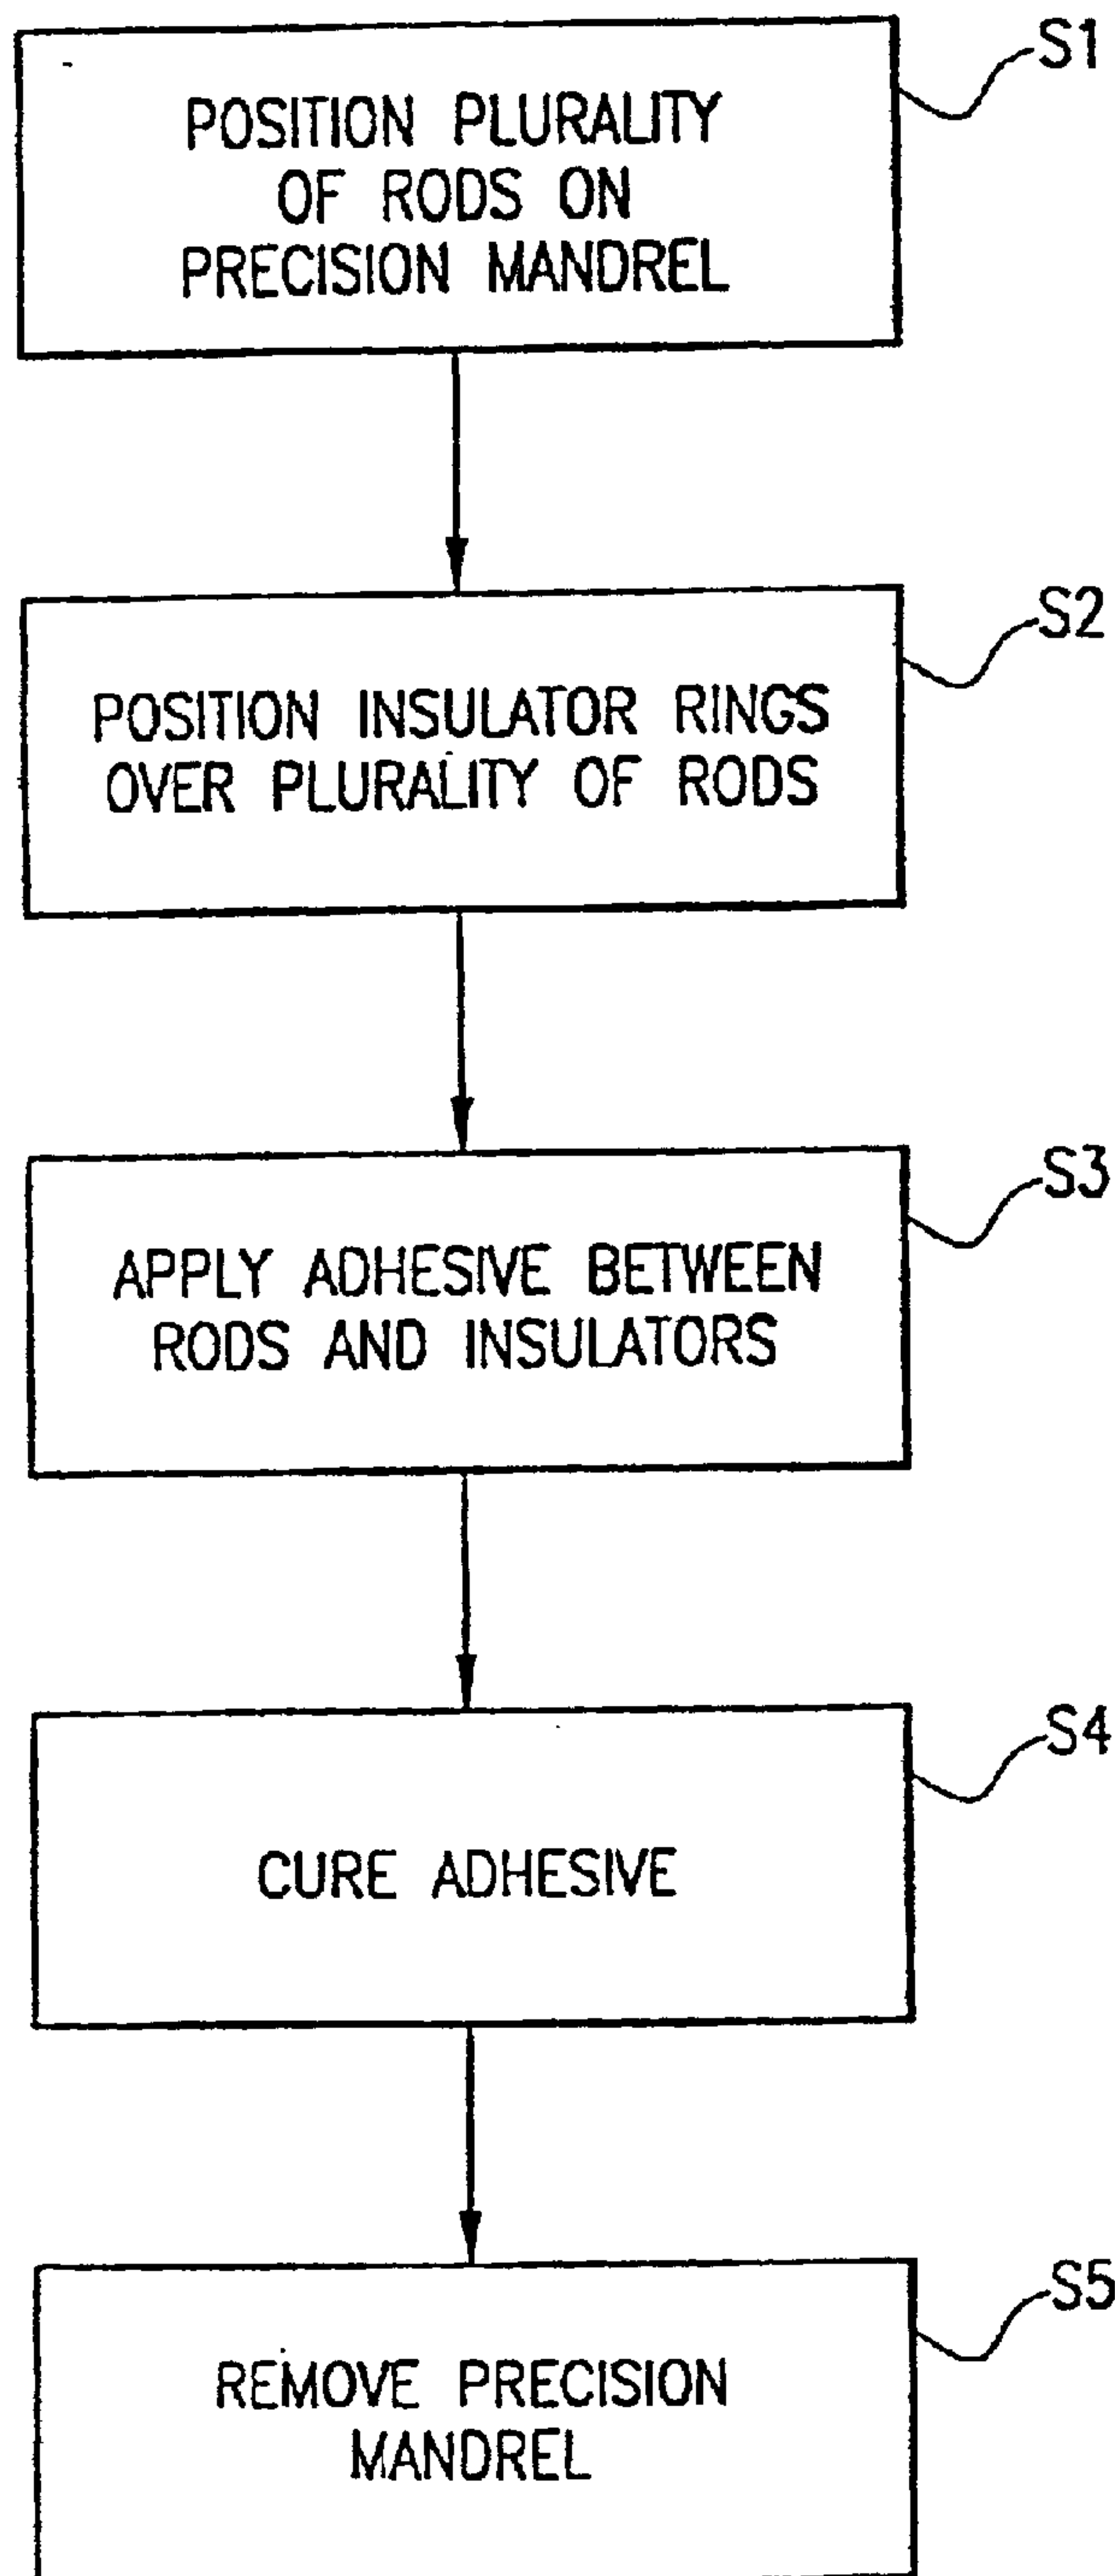 S1
POSITION PLURALITY
OF RODS ON
PRECISION MANDREL
S2
POSITION INSULATOR RINGS
OVER PLURALITY OF RODS
S3
APPLY ADHESIVE BETWEEN
RODS AND INSULATORS
S4
CURE ADHESIVE
S5
REMOVE PRECISION
MANDREL